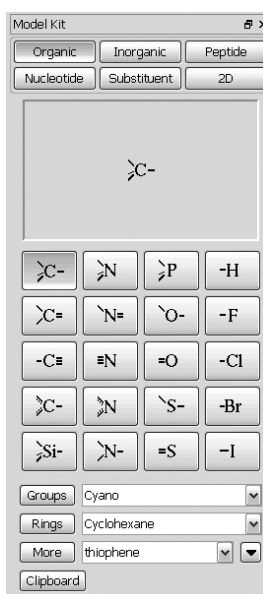 Model Kit
Organic Inorganic Peptide
Nucleotide Substituent 2D
C-
C- N P -H
C= N= O- -F
-C≡ ≡N =O -Cl
C- N S- -Br
Si- N- =S -I
Groups Cyano
Rings Cyclohexane
More thiophene
Clipboard